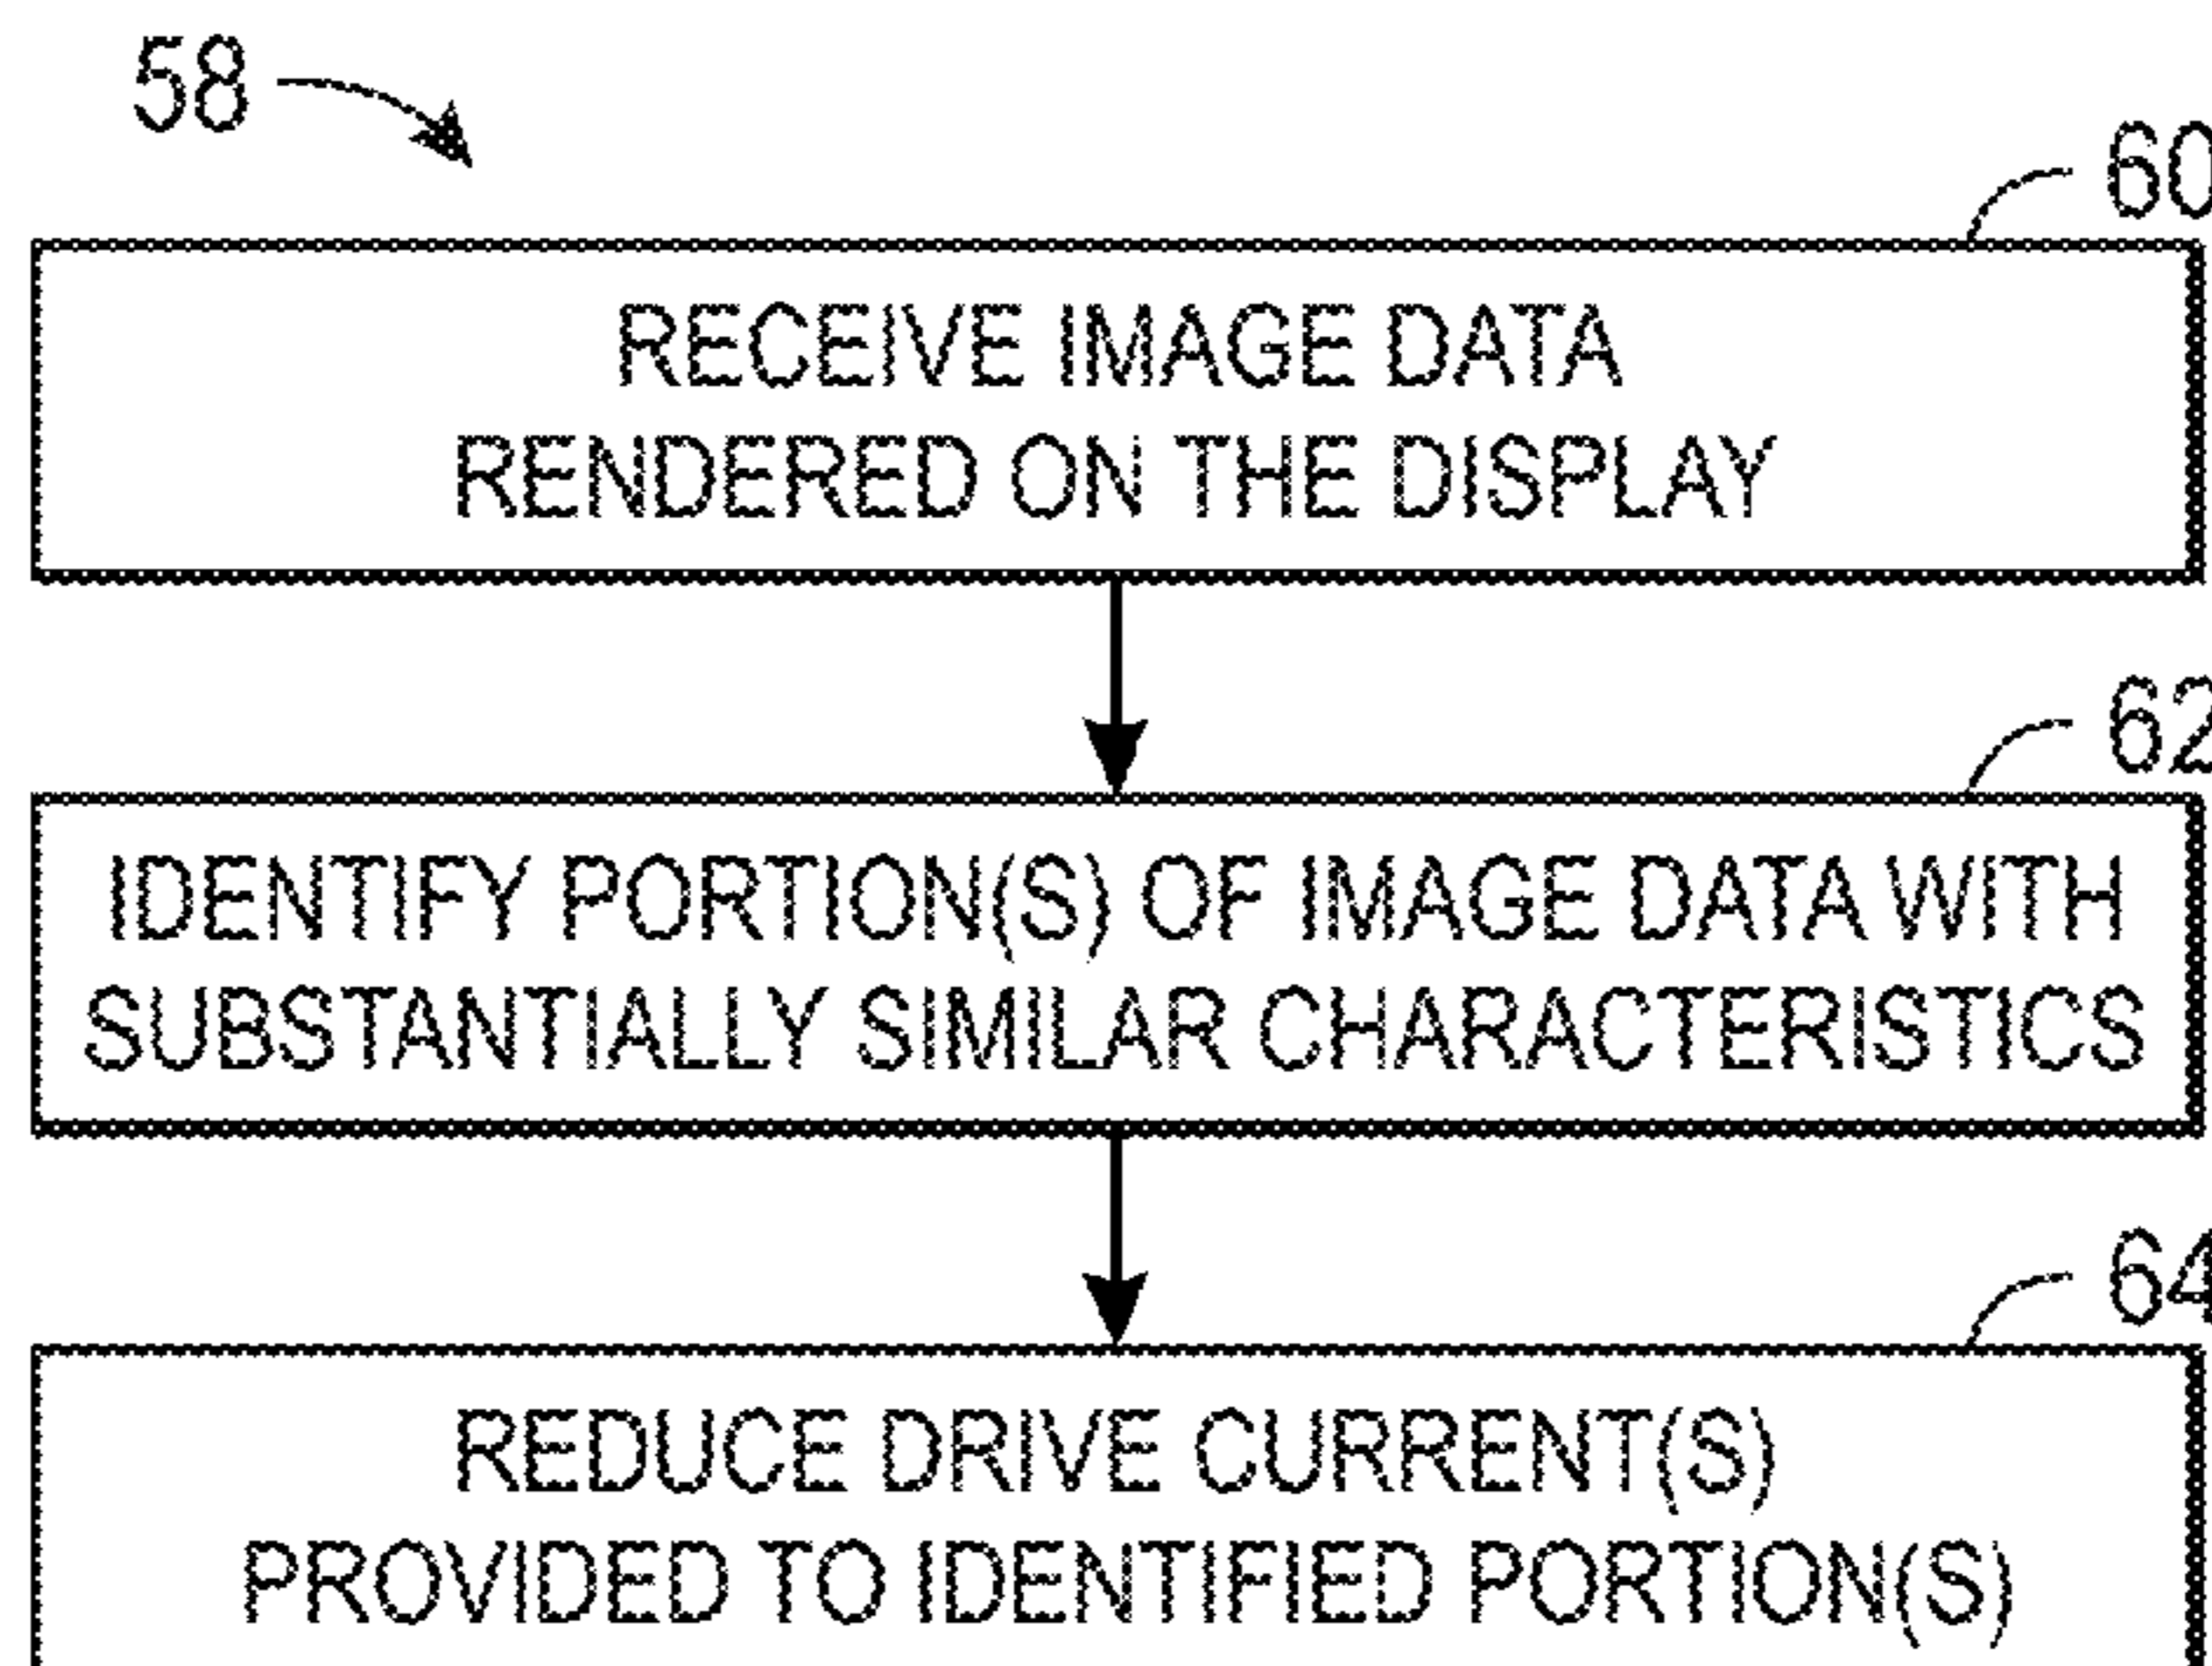 58
60
RECEIVE IMAGE DATA
RENDERED ON THE DISPLAY
62
IDENTIFY PORTION(S) OF IMAGE DATA WITH
SUBSTANTIALLY SIMILAR CHARACTERISTICS
64
REDUCE DRIVE CURRENT(S)
PROVIDED TO IDENTIFIED PORTION(S)